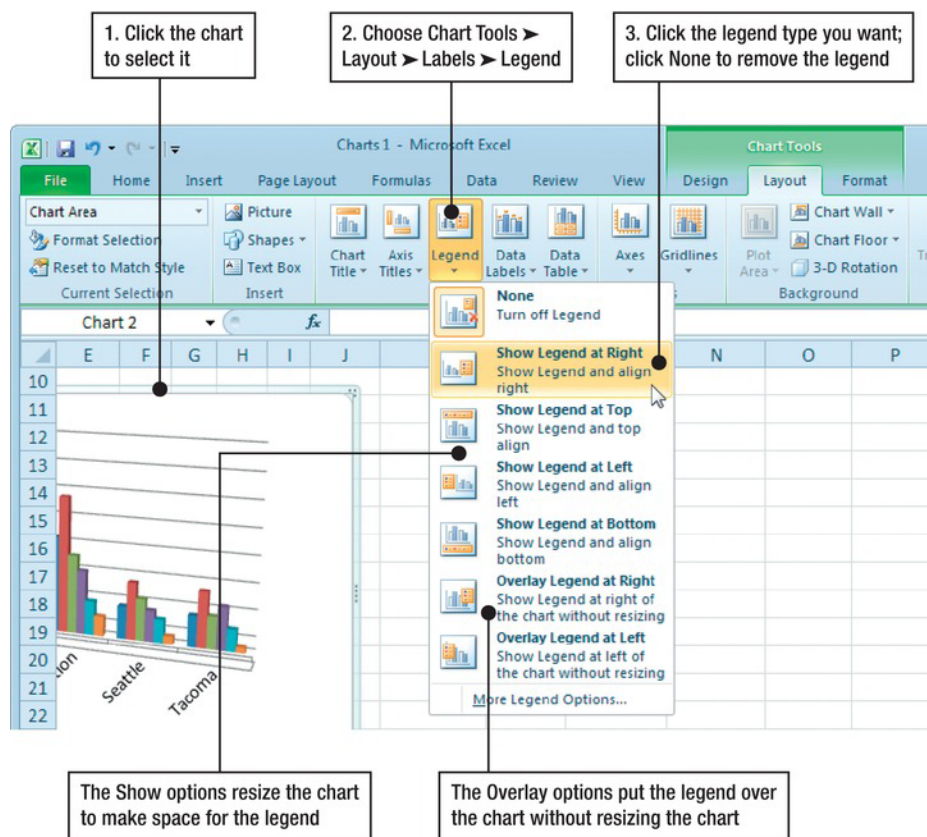 1. Click the chart
to select it
2. Choose Chart Tools ➤
Layout ➤ Labels ➤ Legend
3. Click the legend type you want;
click None to remove the legend
Charts 1 - Microsoft Excel
Chart Tools
File Home Insert Page Layout Formulas Data Review View Design Layout Format
Chart Area
Format Selection
Reset to Match Style
Current Selection
Picture
Shapes
Text Box
Insert
Chart
Title
Axis
Titles
Legend
Data
Labels
Data
Table
Axes
Gridlines
Plot
Area
Chart Wall
Chart Floor
3-D Rotation
Background
Chart 2
fx
E F G H I J N O P
None
Turn off Legend
Show Legend at Right
Show Legend and align
right
Show Legend at Top
Show Legend and top
align
Show Legend at Left
Show Legend and align
left
Show Legend at Bottom
Show Legend and align
bottom
Overlay Legend at Right
Show Legend at right of
the chart without resizing
Overlay Legend at Left
Show Legend at left of
the chart without resizing
More Legend Options...
10
11
12
13
14
15
16
17
18
19
20
21
22
Seattle
Tacoma
The Show options resize the chart
to make space for the legend
The Overlay options put the legend over
the chart without resizing the chart